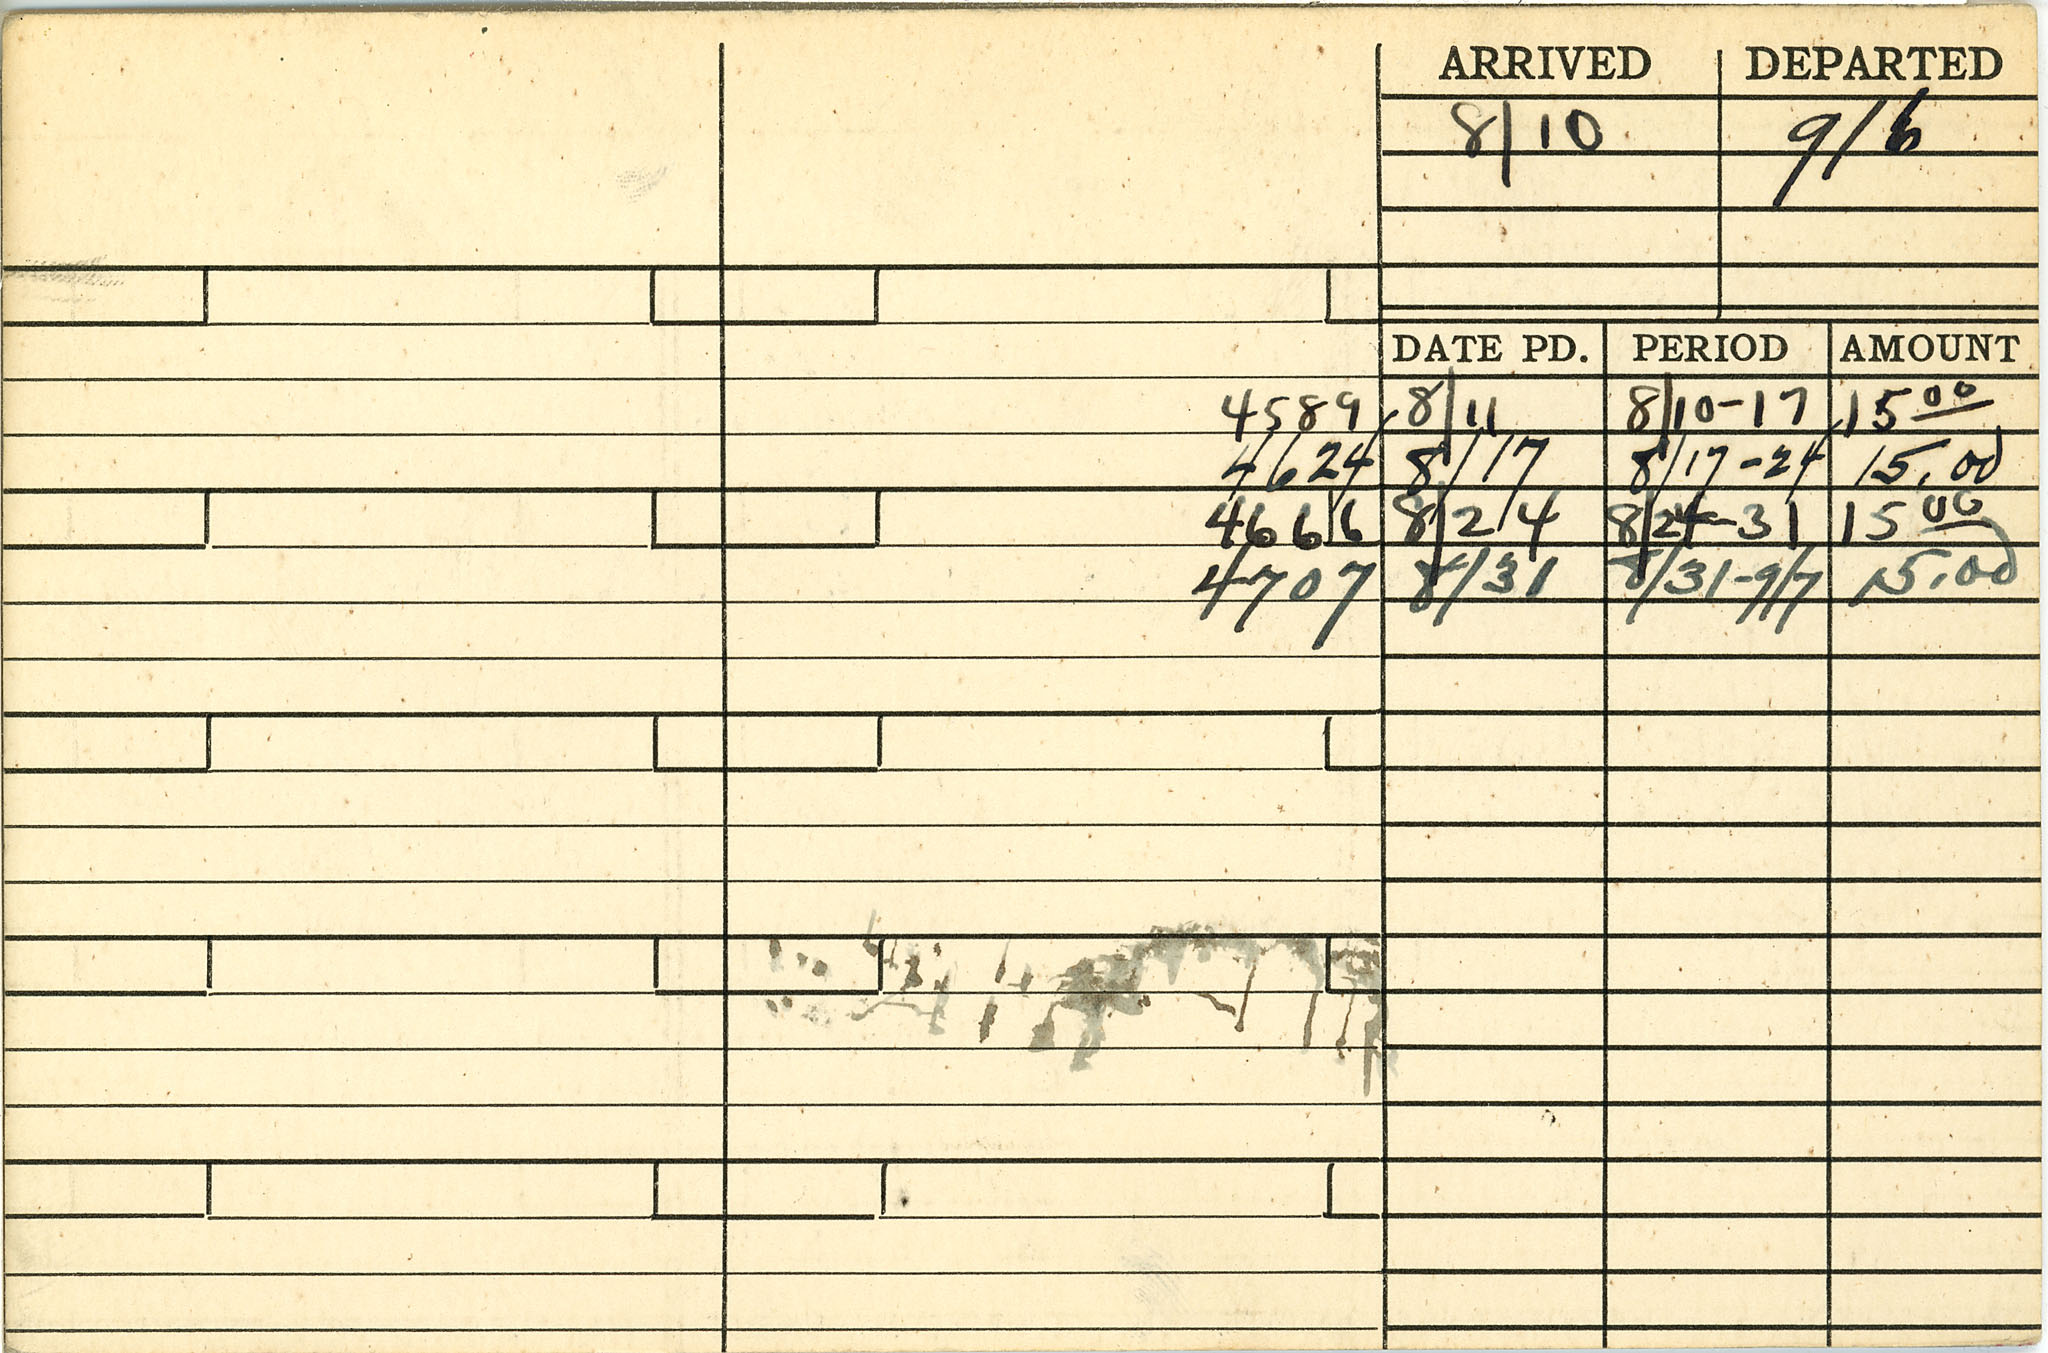 ARRIVED DEPARTED
8/10 9/6
DATE PD. PERIOD AMOUNT
4589 8/11 8/10-17 15 00
4624 8/17 8/17-24 15.00
4666 8/24 8/24-31 15 00
4707 8/31 8/31-9/7 15.00